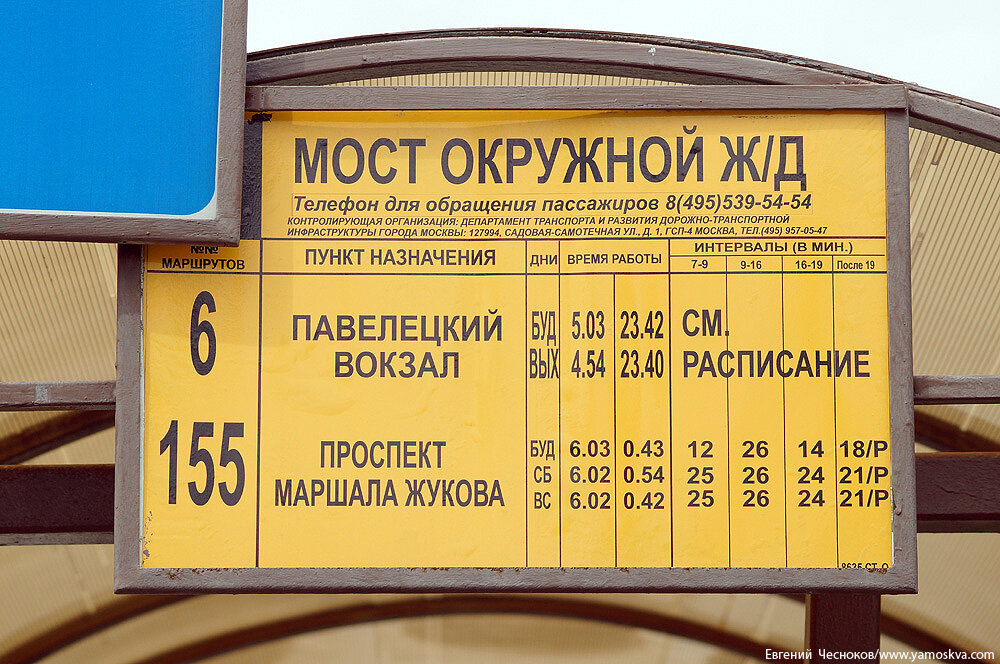 МОСТ ОКРУЖНОЙ Ж/Д
Телефон для обращения пассажиров 8(495)539-54-54
КОНТРОЛИРУЮЩАЯ ОРГАНИЗАЦИЯ: ДЕПАРТАМЕНТ ТРАНСПОРТА И РАЗВИТИЯ ДОРОЖНО-ТРАНСПОРТНОЙ
ИНФРАСТРУКТУРЫ ГОРОДА МОСКВЫ: 127994, САДОВАЯ-САМОТЕЧНАЯ УЛ., Д. 1, ГСП-4 МОСКВА, ТЕЛ.(495) 957-05-47
№№ МАРШРУТОВ ПУНКТ НАЗНАЧЕНИЯ ДНИ ВРЕМЯ РАБОТЫ ИНТЕРВАЛЫ (В МИН.)
7-9 9-16 16-19 После 19
6 ПАВЕЛЕЦКИЙ БУД 5.03 23.42 СМ.
ВОКЗАЛ ВЫХ 4.54 23.40 РАСПИСАНИЕ
155 ПРОСПЕКТ БУД 6.03 0.43 12 26 14 18/Р
СБ 6.02 0.54 25 26 24 21/Р
МАРШАЛА ЖУКОВА ВС 6.02 0.42 25 26 24 21/Р
8635 СТ-О
Евгений Чесноков/www.yamoskva.com